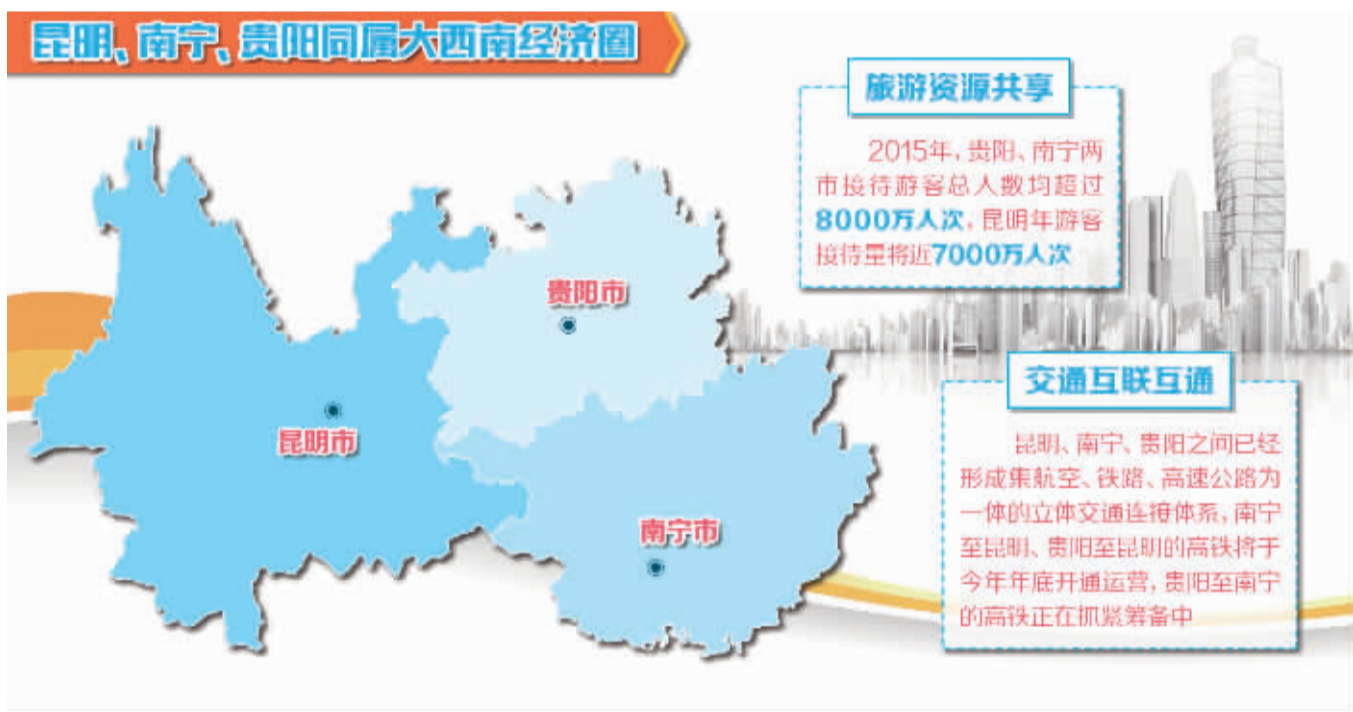 昆明、南宁、贵阳同属大西南经济圈
旅游资源共享
2015年，贵阳、南宁两
市接待游客总人数均超过
8000万人次，昆明年游客
接待量将近7000万人次
贵阳市
昆明市
南宁市
交通互联互通
昆明、南宁、贵阳之间已经
形成集航空、铁路、高速公路为
一体的立体交通连接体系，南宁
至昆明、贵阳至昆明的高铁将于
今年年底开通运营，贵阳至南宁
的高铁正在抓紧筹备中